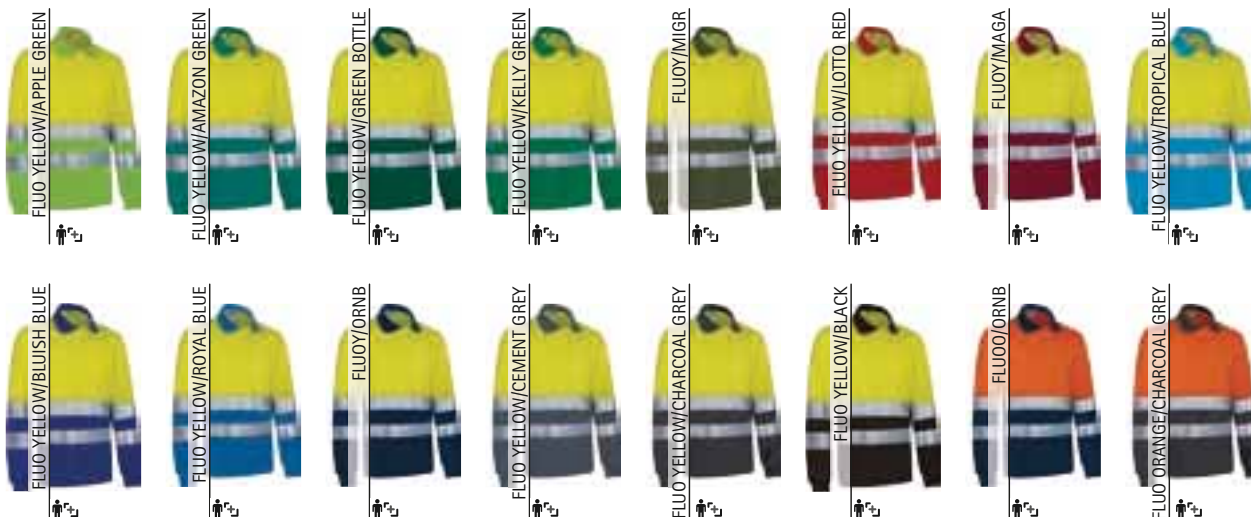 FLUO YELLOW/APPLE GREEN
FLUO YELLOW/AMAZON GREEN
FLUO YELLOW/GREEN BOTTLE
FLUO YELLOW/KELLY GREEN
FLUOY/MIGR
FLUO YELLOW/LOTTO RED
FLUOY/MAGA
FLUO YELLOW/TROPICAL BLUE
FLUO YELLOW/BLUISH BLUE
FLUO YELLOW/ROYAL BLUE
FLUOY/ORNB
FLUO YELLOW/CEMENT GREY
FLUO YELLOW/CHARCOAL GREY
FLUO YELLOW/BLACK
FLUOO/ORNB
FLUO ORANGE/CHARCOAL GREY